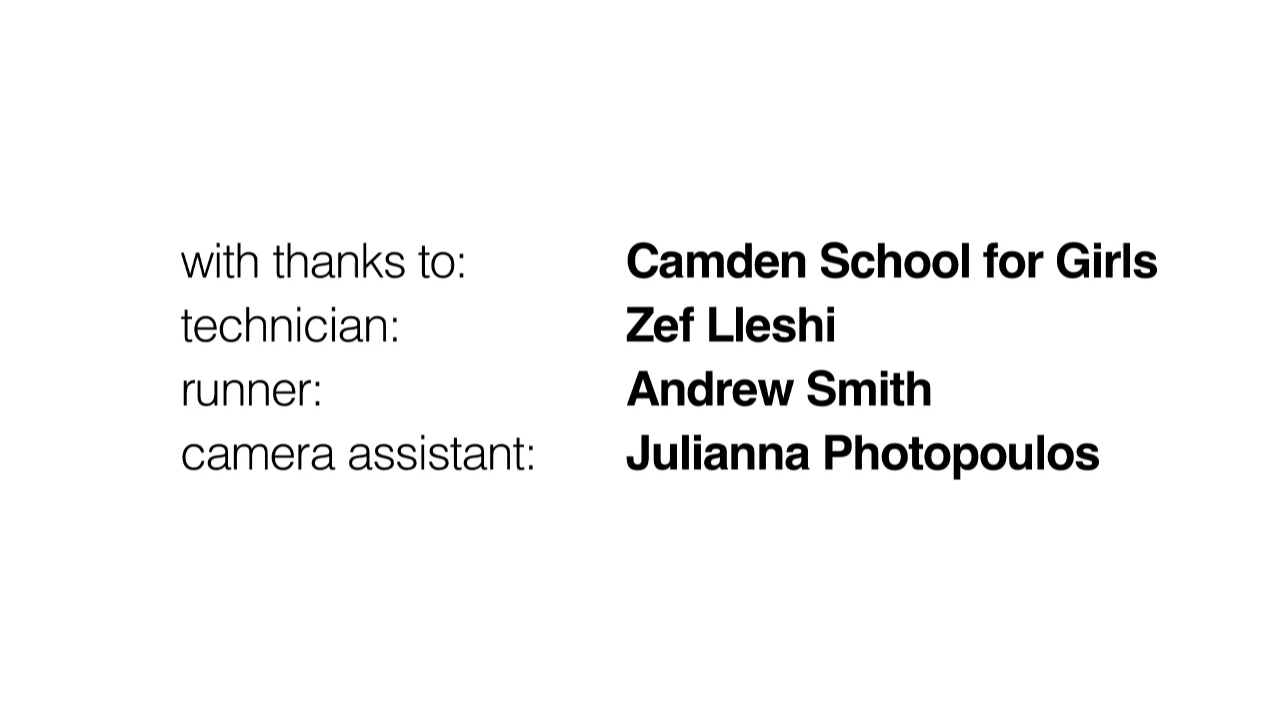 with thanks to: Camden School for Girls
technician: Zef Lleshi
runner: Andrew Smith
camera assistant: Julianna Photopoulos